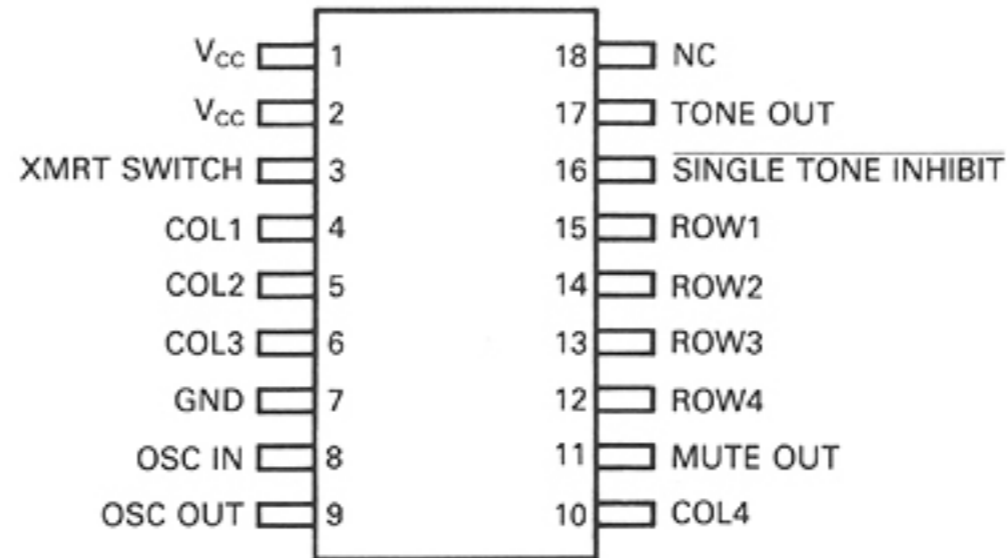 V_CC 1 18 NC
V_CC 2 17 TONE OUT
XMRT SWITCH 3 16 SINGLE TONE INHIBIT
COL1 4 15 ROW1
COL2 5 14 ROW2
COL3 6 13 ROW3
GND 7 12 ROW4
OSC IN 8 11 MUTE OUT
OSC OUT 9 10 COL4